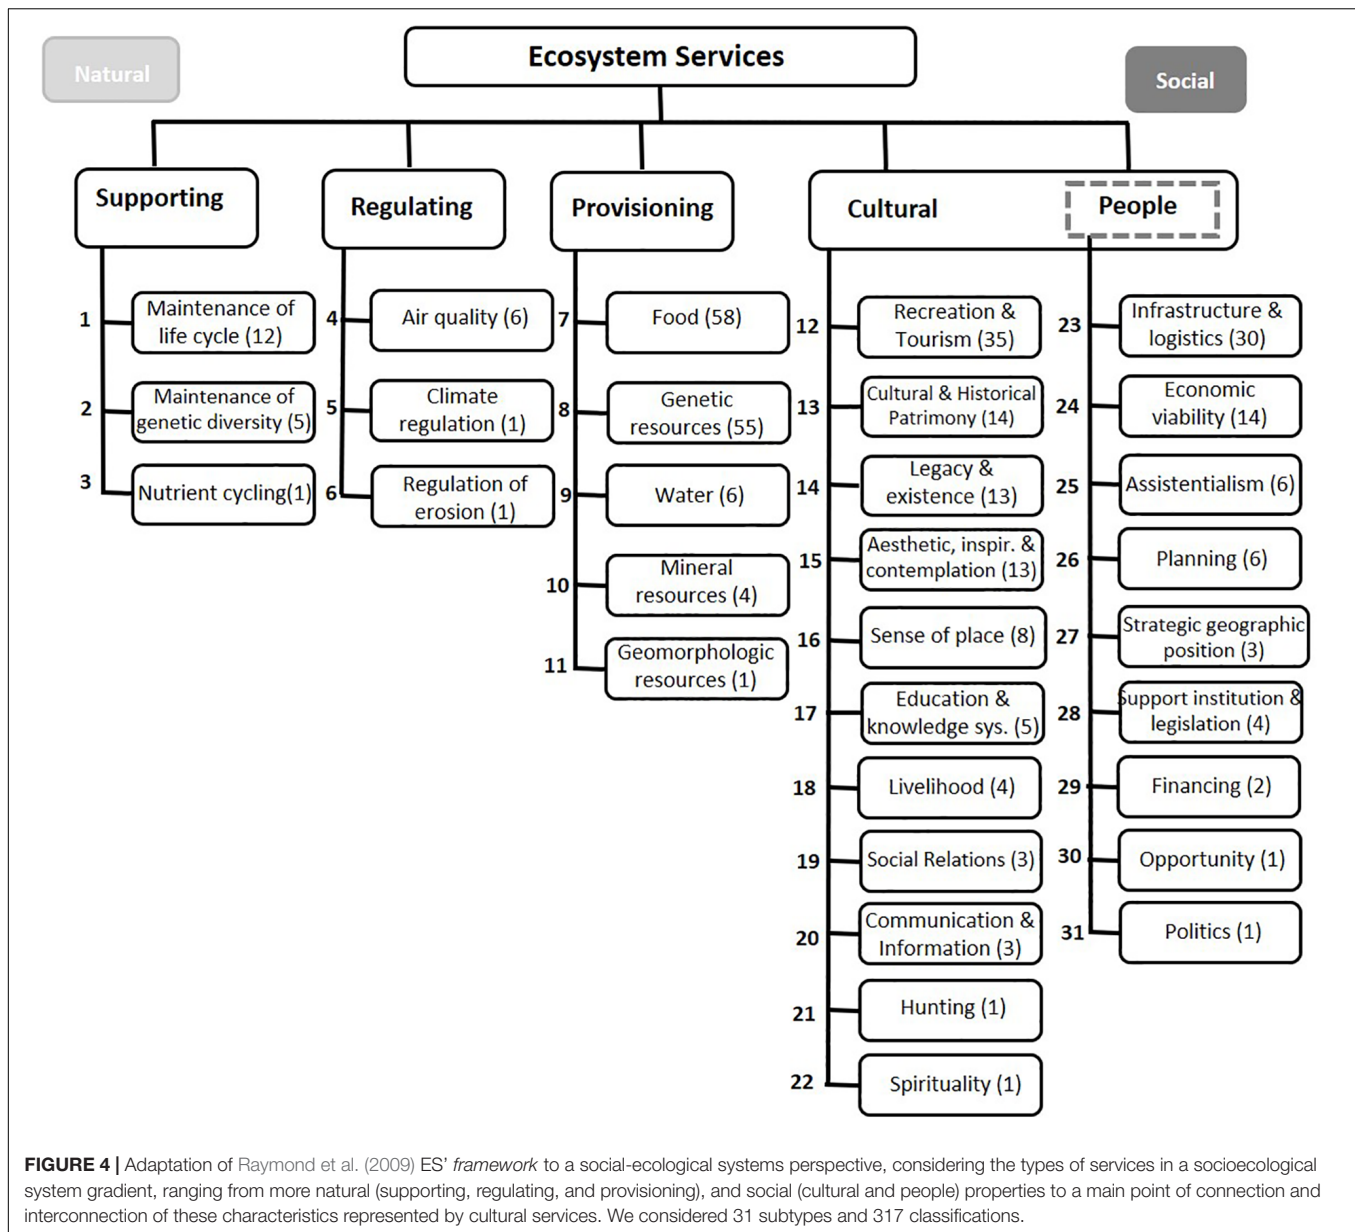 Natural
Ecosystem Services
Social
Supporting
Regulating
Provisioning
Cultural
People
1
Maintenance of
life cycle (12)
2
Maintenance of
genetic diversity (5)
3
Nutrient cycling(1)
4
Air quality (6)
5
Climate
regulation (1)
6
Regulation of
erosion (1)
7
Food (58)
8
Genetic
resources (55)
9
Water (6)
10
Mineral
resources (4)
11
Geomorphologic
resources (1)
12
Recreation &
Tourism (35)
13
Cultural & Historical
Patrimony (14)
14
Legacy &
existence (13)
15
Aesthetic, inspir. &
contemplation (13)
16
Sense of place (8)
17
Education &
knowledge sys. (5)
18
Livelihood (4)
19
Social Relations (3)
20
Communication &
Information (3)
21
Hunting (1)
22
Spirituality (1)
23
Infrastructure &
logistics (30)
24
Economic
viability (14)
25
Assistentialism (6)
26
Planning (6)
27
Strategic geographic
position (3)
28
Support institution &
legislation (4)
29
Financing (2)
30
Opportunity (1)
31
Politics (1)
FIGURE 4 | Adaptation of Raymond et al. (2009) ES' framework to a social-ecological systems perspective, considering the types of services in a socioecological
system gradient, ranging from more natural (supporting, regulating, and provisioning), and social (cultural and people) properties to a main point of connection and
interconnection of these characteristics represented by cultural services. We considered 31 subtypes and 317 classifications.